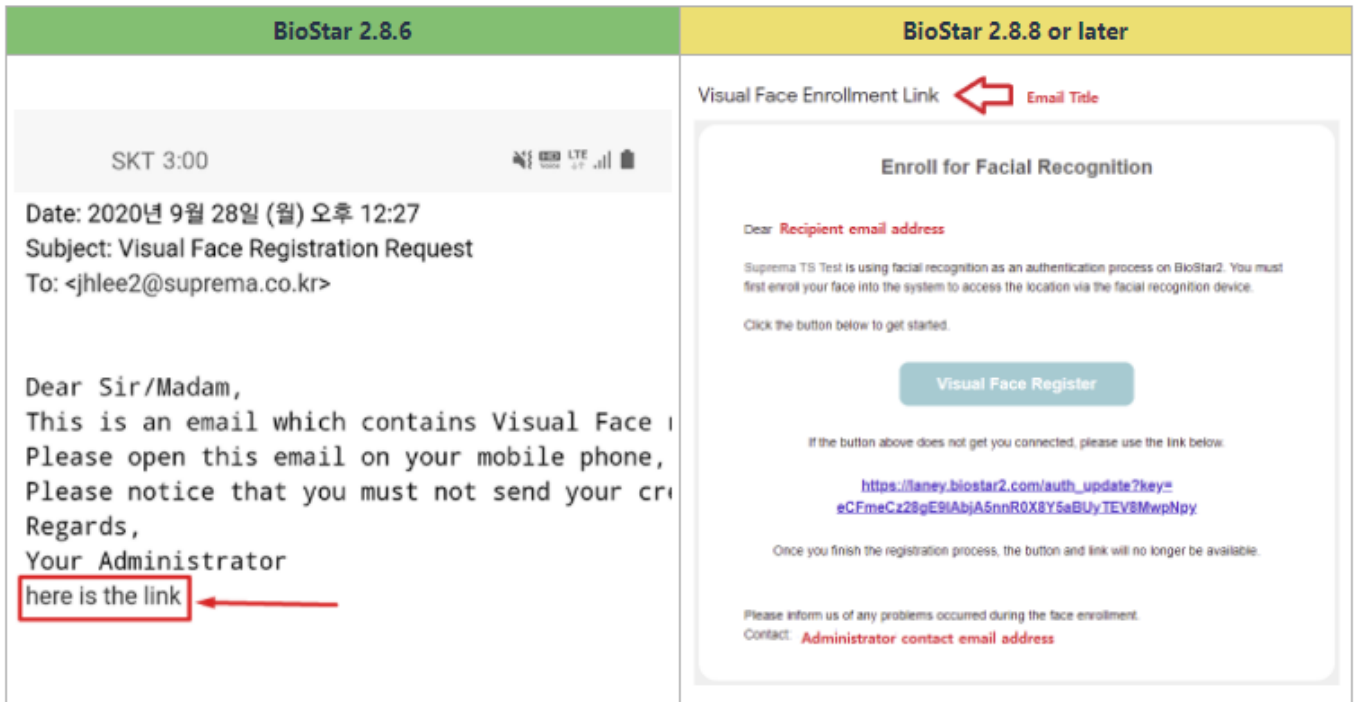 BioStar 2.8.6
SKT 3:00
LTE
Date: 2020년 9월 28일 (월) 오후 12:27
Subject: Visual Face Registration Request
To: <jhlee2@suprema.co.kr>
Dear Sir/Madam,
This is an email which contains Visual Face
Please open this email on your mobile phone,
Please notice that you must not send your cre
Regards,
Your Administrator
here is the link
BioStar 2.8.8 or later
Visual Face Enrollment Link Email Title
Enroll for Facial Recognition
Dear Recipient email address
Suprema TS Test is using facial recognition as an authentication process on BioStar2. You must
first enroll your face into the system to access the location via the facial recognition device.
Click the button below to get started.
Visual Face Register
If the button above does not get you connected, please use the link below.
https://laney.biostar2.com/auth_update?key=
eCFmeCz28gE9IAbjA5nnR0X8Y5aBUyTEV8MwpNpy
Once you finish the registration process, the button and link will no longer be available.
Please inform us of any problems occurred during the face enrollment.
Contact: Administrator contact email address